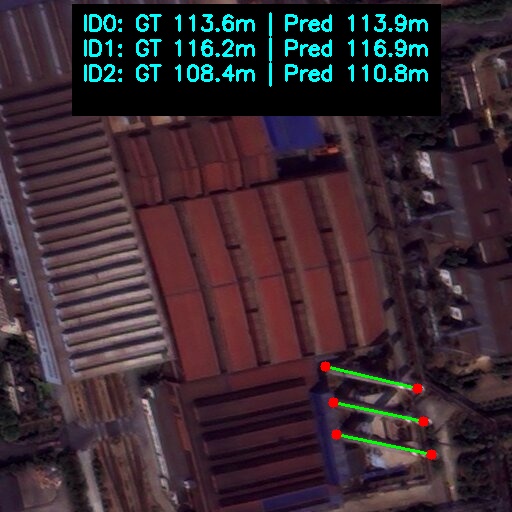 ID0: GT 113.6m | Pred 113.9m
ID1: GT 116.2m | Pred 116.9m
ID2: GT 108.4m | Pred 110.8m